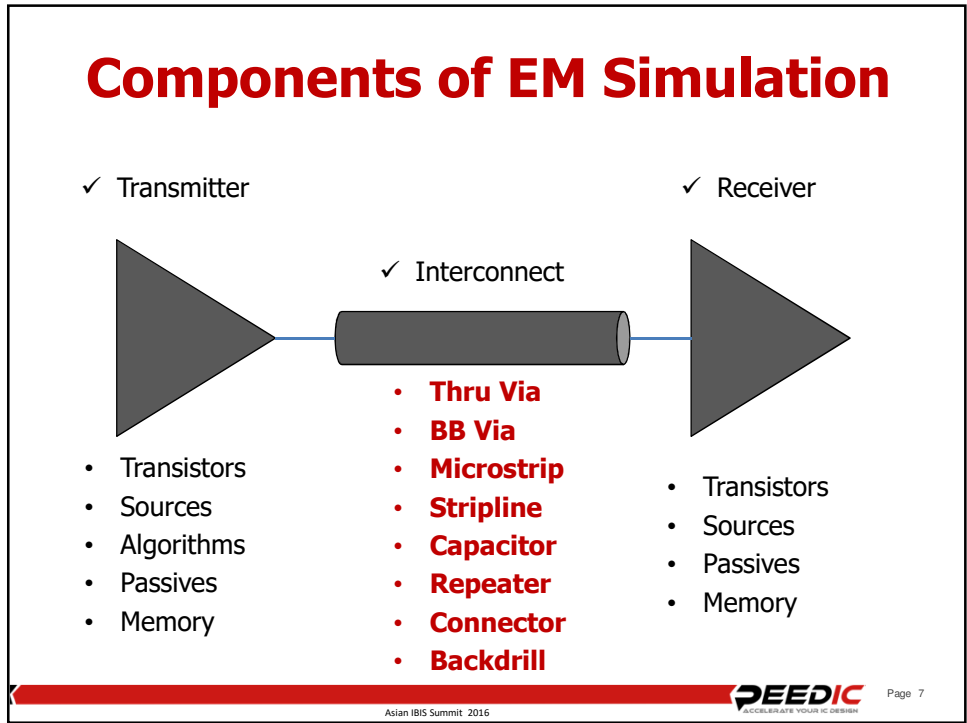 Components of EM Simulation
✓ Transmitter
✓ Receiver
✓ Interconnect
• Thru Via
• BB Via
• Microstrip
• Stripline
• Capacitor
• Repeater
• Connector
• Backdrill
• Transistors
• Sources
• Algorithms
• Passives
• Memory
• Transistors
• Sources
• Passives
• Memory
Asian IBIS Summit 2016
PEEDIC
ACCELERATE YOUR IC DESIGN
Page 7